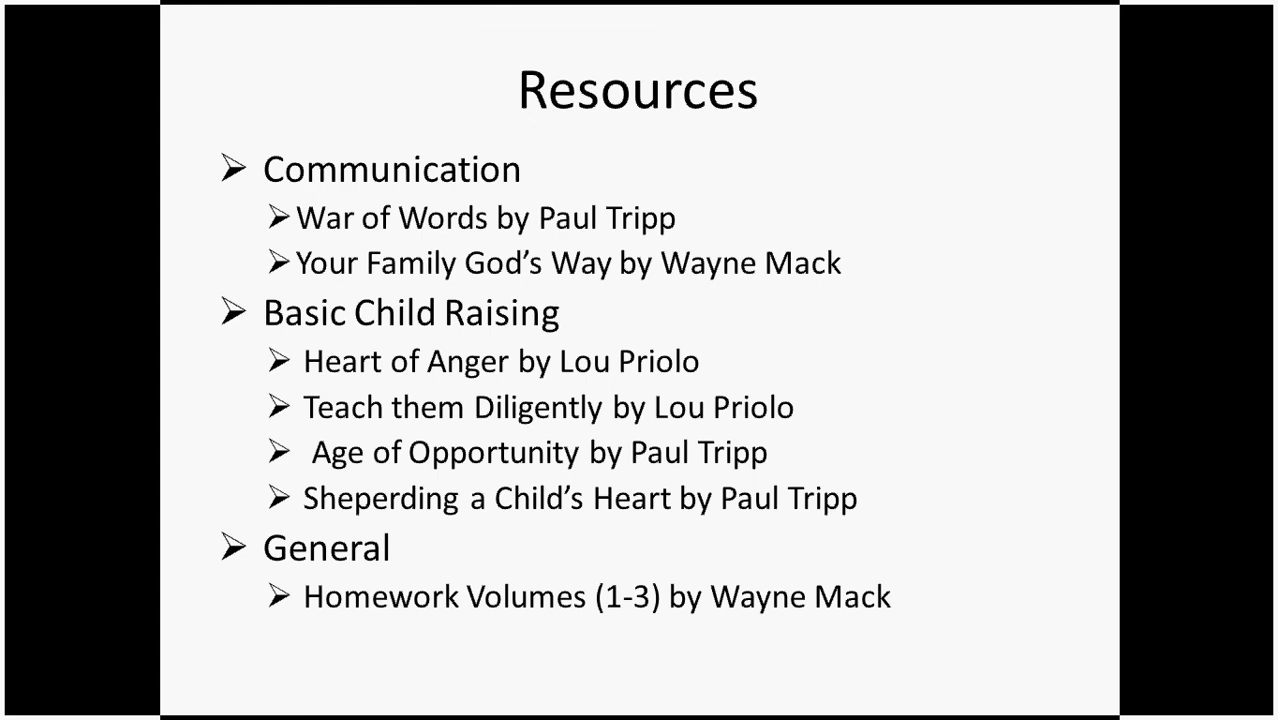 Resources
➢ Communication
➢ War of Words by Paul Tripp
➢ Your Family God’s Way by Wayne Mack
➢ Basic Child Raising
➢ Heart of Anger by Lou Priolo
➢ Teach them Diligently by Lou Priolo
➢ Age of Opportunity by Paul Tripp
➢ Sheperding a Child’s Heart by Paul Tripp
➢ General
➢ Homework Volumes (1-3) by Wayne Mack